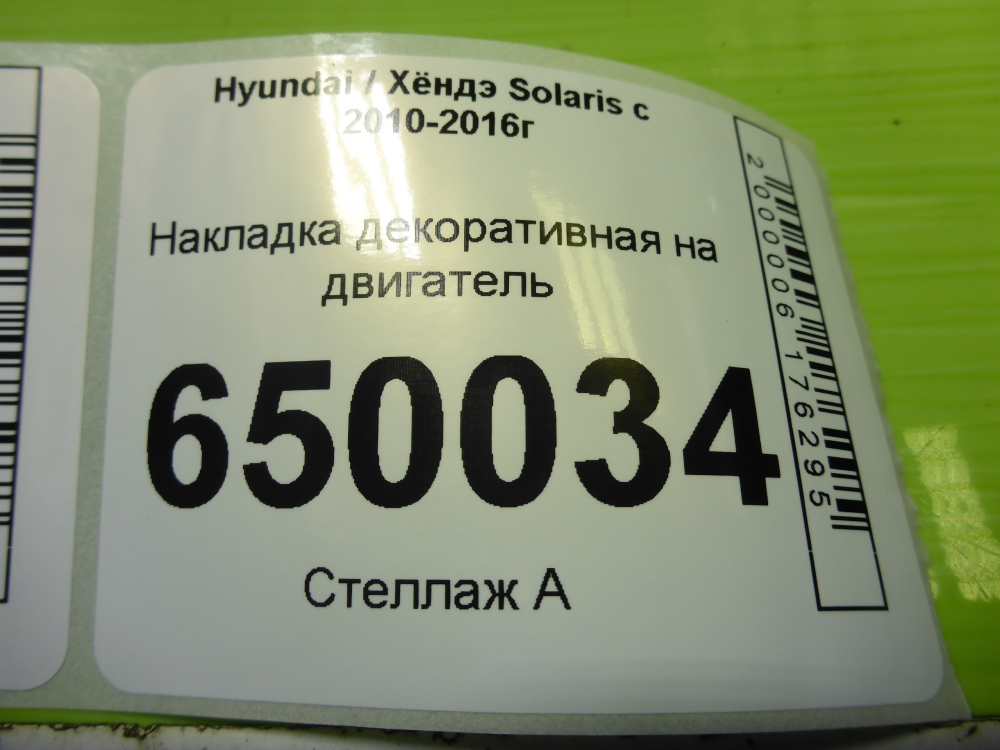 Hyundai / Хёндэ Solaris с
2010-2016г
Накладка декоративная на
двигатель
650034
Стеллаж А
2000006176295